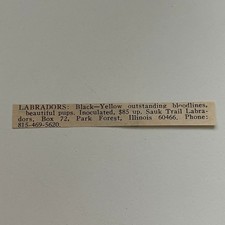 LABRADORS: Black—Yellow outstanding bloodlines,
beautiful pups. Inoculated, $85 up. Sauk Trail Labra-
dors, Box 72, Park Forest, Illinois 60466. Phone:
815-469-5620